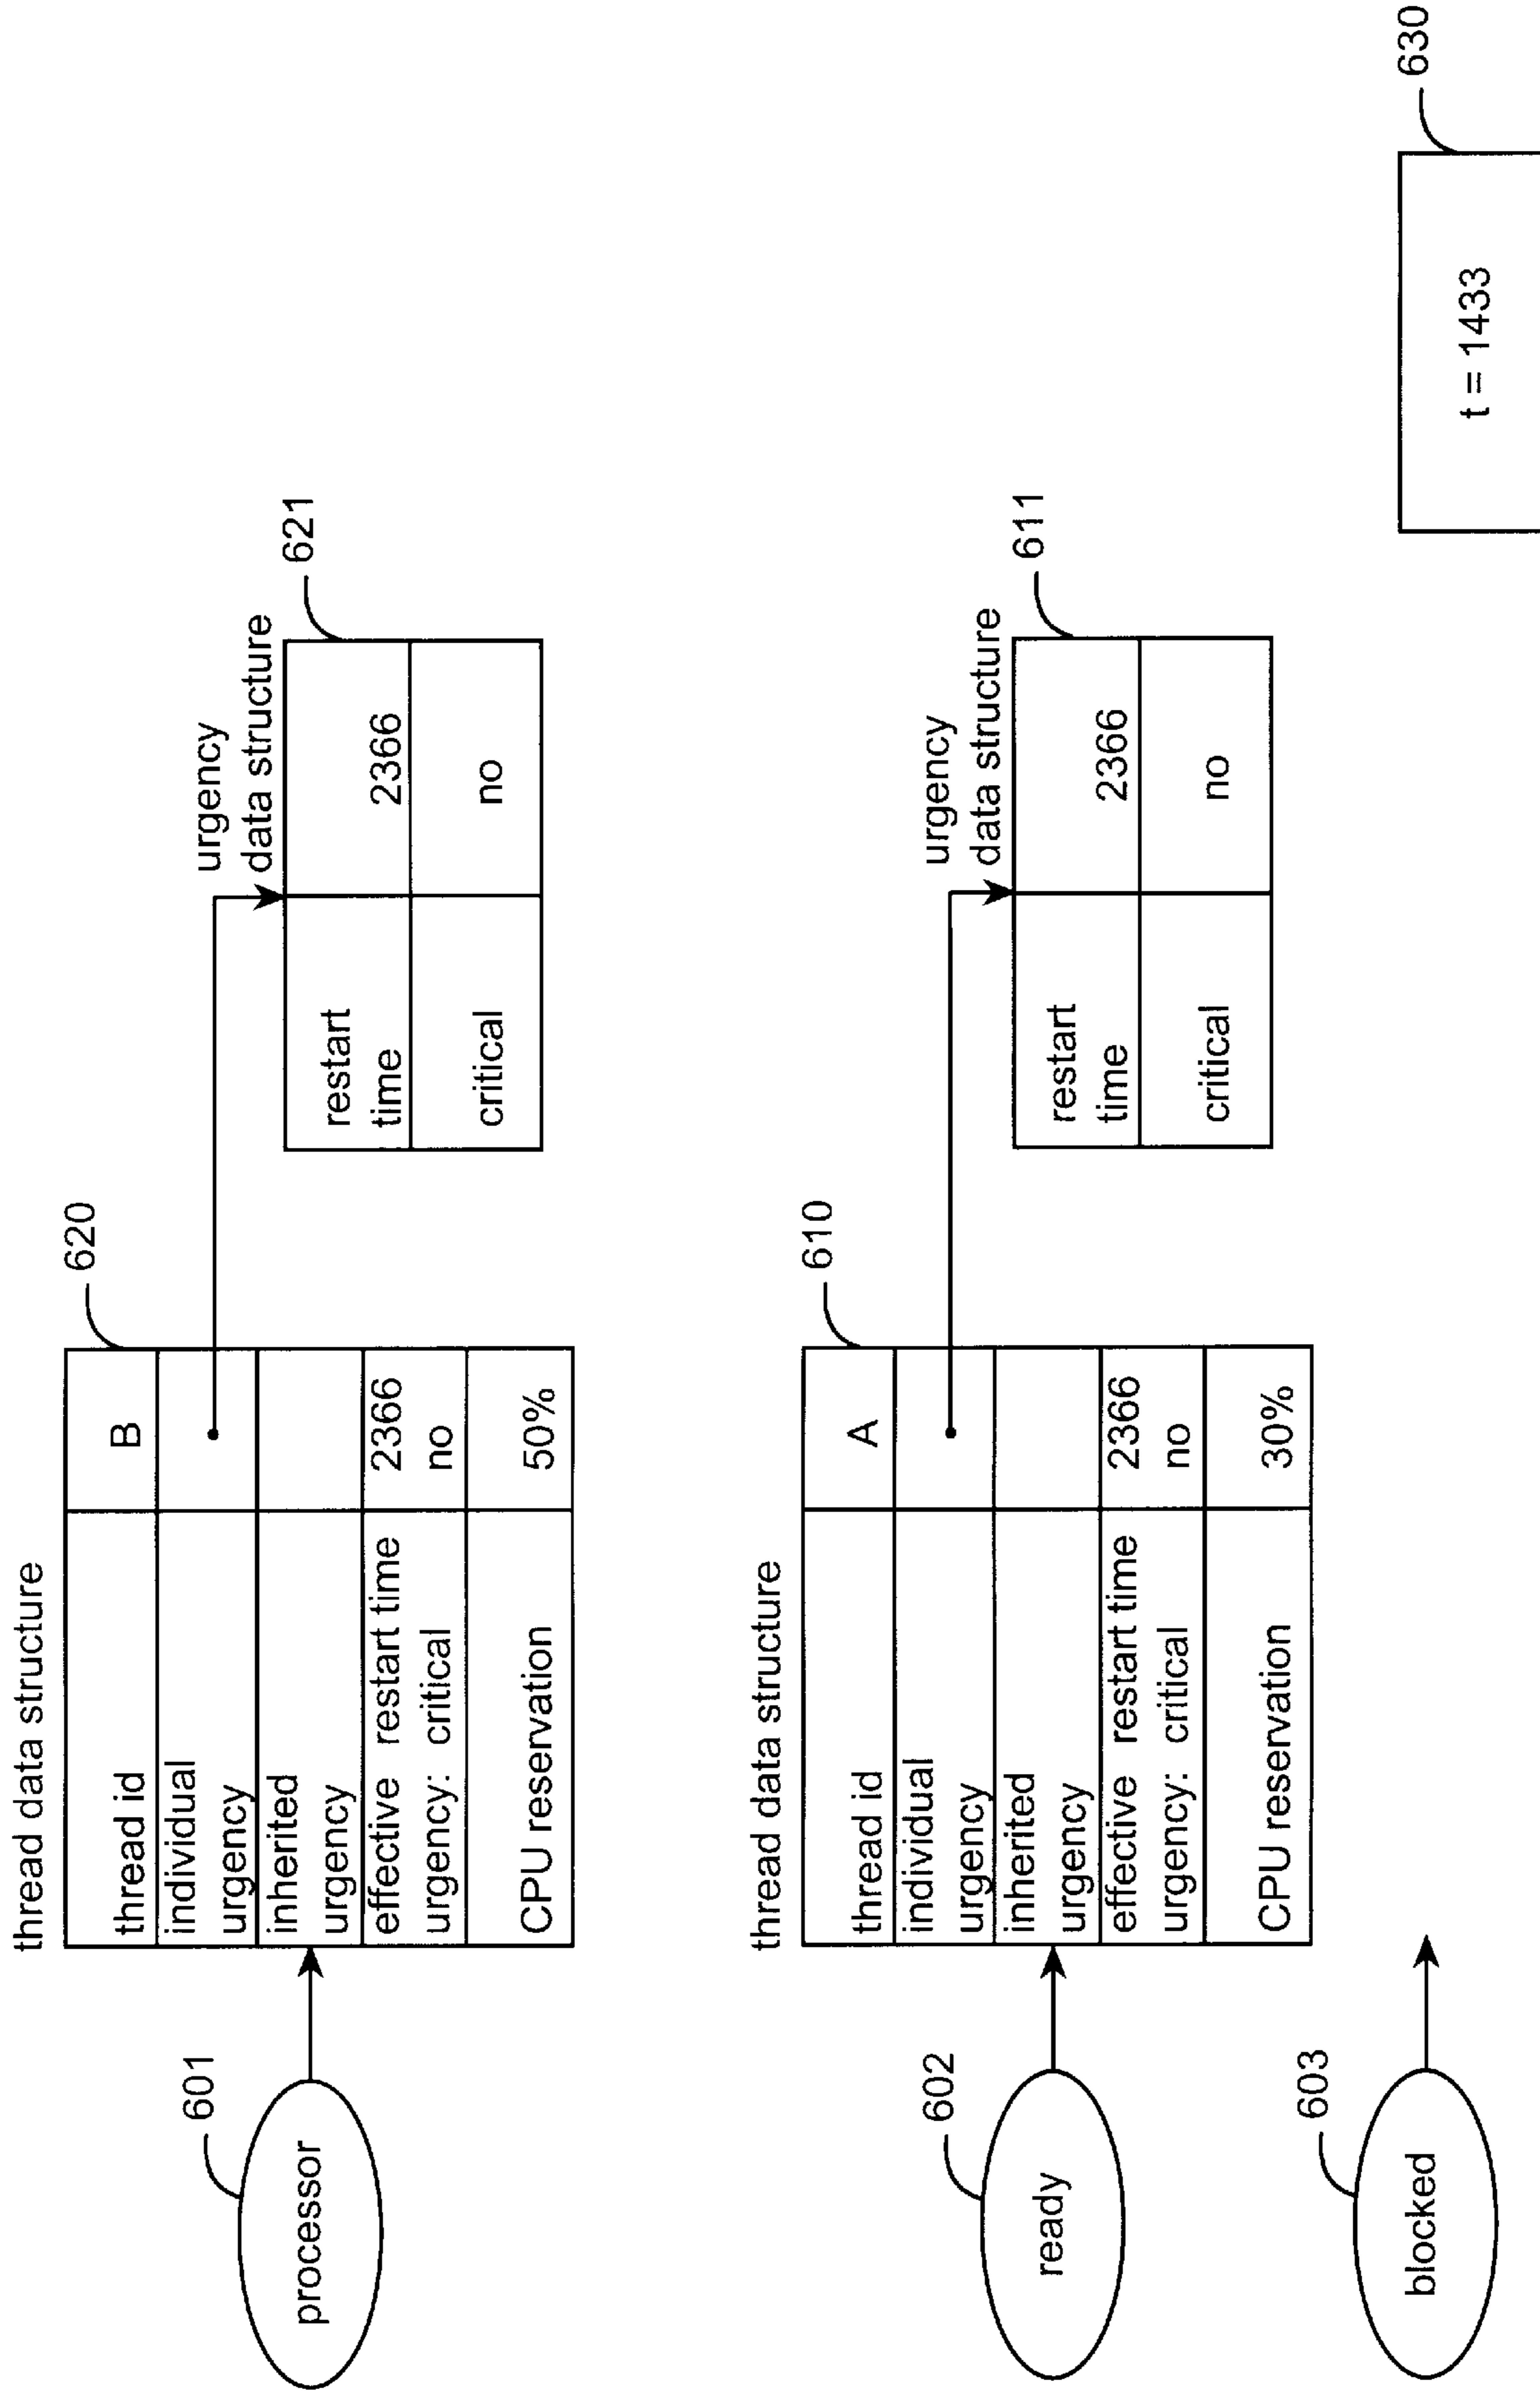 thread data structure
620
thread id B
individual
urgency
inherited
urgency
effective restart time 2366
urgency: critical no
CPU reservation 50%
601
processor
urgency
data structure
621
restart
time 2366
critical no
thread data structure
610
thread id A
individual
urgency
inherited
urgency
effective restart time 2366
urgency: critical no
CPU reservation 30%
602
ready
urgency
data structure
611
restart
time 2366
critical no
603
blocked
630
t = 1433